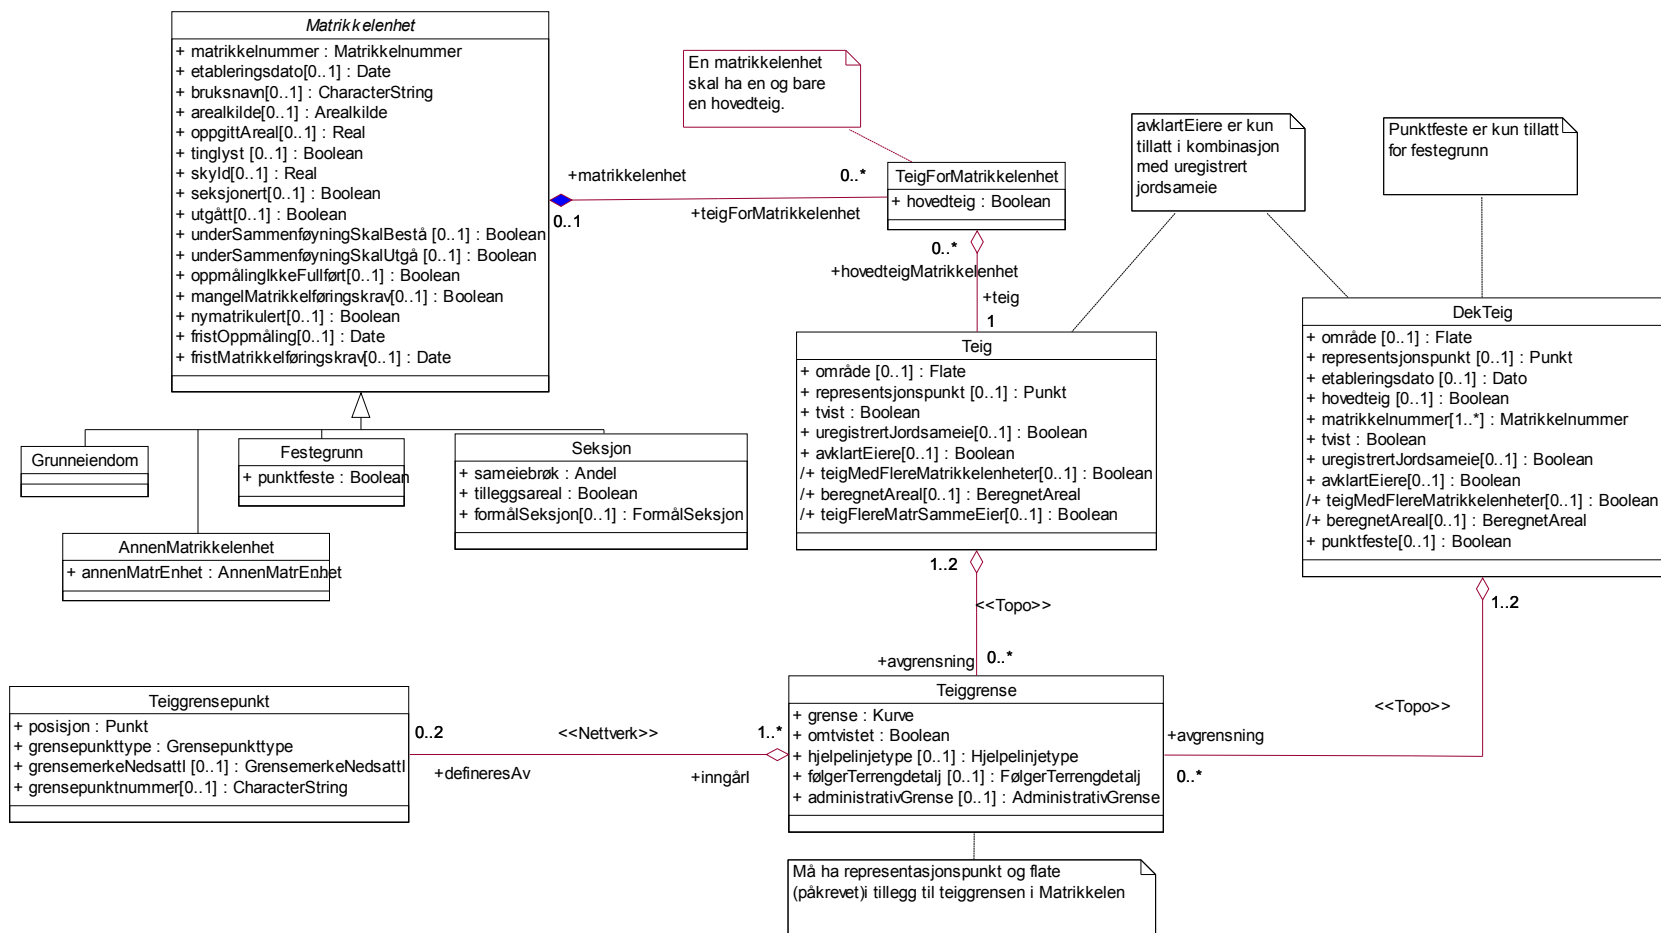 Matrikkelenhet
+ matrikkelnummer : Matrikkelnummer
+ etableringsdato[0..1] : Date
+ bruksnavn[0..1] : CharacterString
+ arealkilde[0..1] : Arealkilde
+ oppgittAreal[0..1] : Real
+ tinglyst [0..1] : Boolean
+ skyld[0..1] : Real
+ seksjonert[0..1] : Boolean
+ utgått[0..1] : Boolean
+ underSammenføyningSkalBestå [0..1] : Boolean
+ underSammenføyningSkalUtgå [0..1] : Boolean
+ oppmålingIkkeFullført[0..1] : Boolean
+ mangelMatrikkelføringskrav[0..1] : Boolean
+ nymatrikulert[0..1] : Boolean
+ fristOppmåling[0..1] : Date
+ fristMatrikkelføringskrav[0..1] : Date
En matrikkelenhet
skal ha en og bare
en hovedteig.
avklartEiere er kun
tillatt i kombinasjon
med uregistrert
jordsameie
Punktfeste er kun tillatt
for festegrunn
+matrikkelenhet
0..*
0..1
+teigForMatrikkelenhet
TeigForMatrikkelenhet
+ hovedteig : Boolean
0..*
+hovedteigMatrikkelenhet
+teig
1
Teig
+ område [0..1] : Flate
+ representsjonspunkt [0..1] : Punkt
+ tvist : Boolean
+ uregistrertJordsameie[0..1] : Boolean
+ avklartEiere[0..1] : Boolean
/+ teigMedFlereMatrikkelenheter[0..1] : Boolean
/+ beregnetAreal[0..1] : BeregnetAreal
/+ teigFlereMatrSammeEier[0..1] : Boolean
DekTeig
+ område [0..1] : Flate
+ representsjonspunkt [0..1] : Punkt
+ etableringsdato [0..1] : Dato
+ hovedteig [0..1] : Boolean
+ matrikkelnummer[1..*] : Matrikkelnummer
+ tvist : Boolean
+ uregistrertJordsameie[0..1] : Boolean
+ avklartEiere[0..1] : Boolean
/+ teigMedFlereMatrikkelenheter[0..1] : Boolean
/+ beregnetAreal[0..1] : BeregnetAreal
+ punktfeste[0..1] : Boolean
Grunneiendom
Festegrunn
+ punktfeste : Boolean
Seksjon
+ sameiebrøk : Andel
+ tilleggsareal : Boolean
+ formålSeksjon[0..1] : FormålSeksjon
AnnenMatrikkelenhet
+ annenMatrEnhet : AnnenMatrEnhet
1..2
<<Topo>>
+avgrensning
0..*
1..2
<<Topo>>
+avgrensning
0..*
Teiggrensepunkt
+ posisjon : Punkt
+ grensepunkttype : Grensepunkttype
+ grensemerkeNedsattI [0..1] : GrensemerkeNedsattI
+ grensepunktnummer[0..1] : CharacterString
0..2
<<Nettverk>>
1..*
+defineresAv
+inngårI
Teiggrense
+ grense : Kurve
+ omtvistet : Boolean
+ hjelpelinjetype [0..1] : Hjelpelinjetype
+ følgerTerrengdetalj [0..1] : FølgerTerrengdetalj
+ administrativGrense [0..1] : AdministrativGrense
Må ha representasjonspunkt og flate
(påkrevet)i tillegg til teiggrensen i Matrikkelen